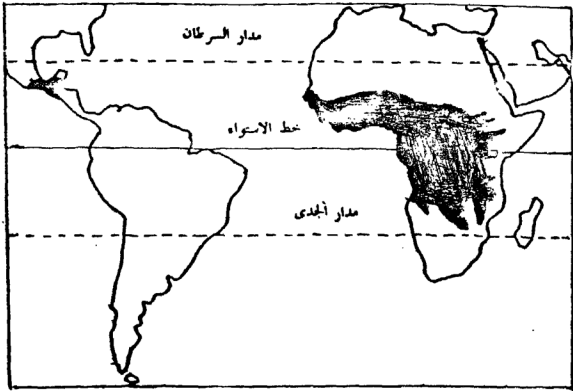 مدار السرطان
خط الاستواء
مدار الجدى